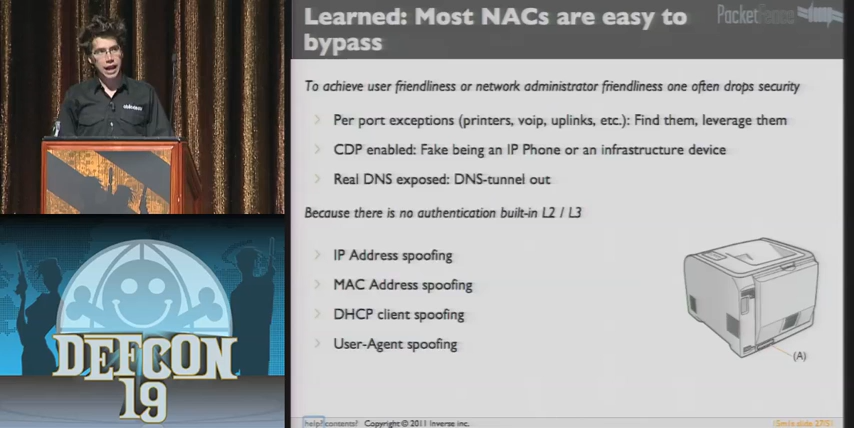 Learned: Most NACs are easy to
bypass
PacketFence
To achieve user friendliness or network administrator friendliness one often drops security
Per port exceptions (printers, voip, uplinks, etc.): Find them, leverage them
CDP enabled: Fake being an IP Phone or an infrastructure device
Real DNS exposed: DNS-tunnel out
Because there is no authentication built-in L2 / L3
IP Address spoofing
MAC Address spoofing
DHCP client spoofing
User-Agent spoofing
(A)
DEFCON
19
help? contents? Copyright © 2011 Inverse inc.